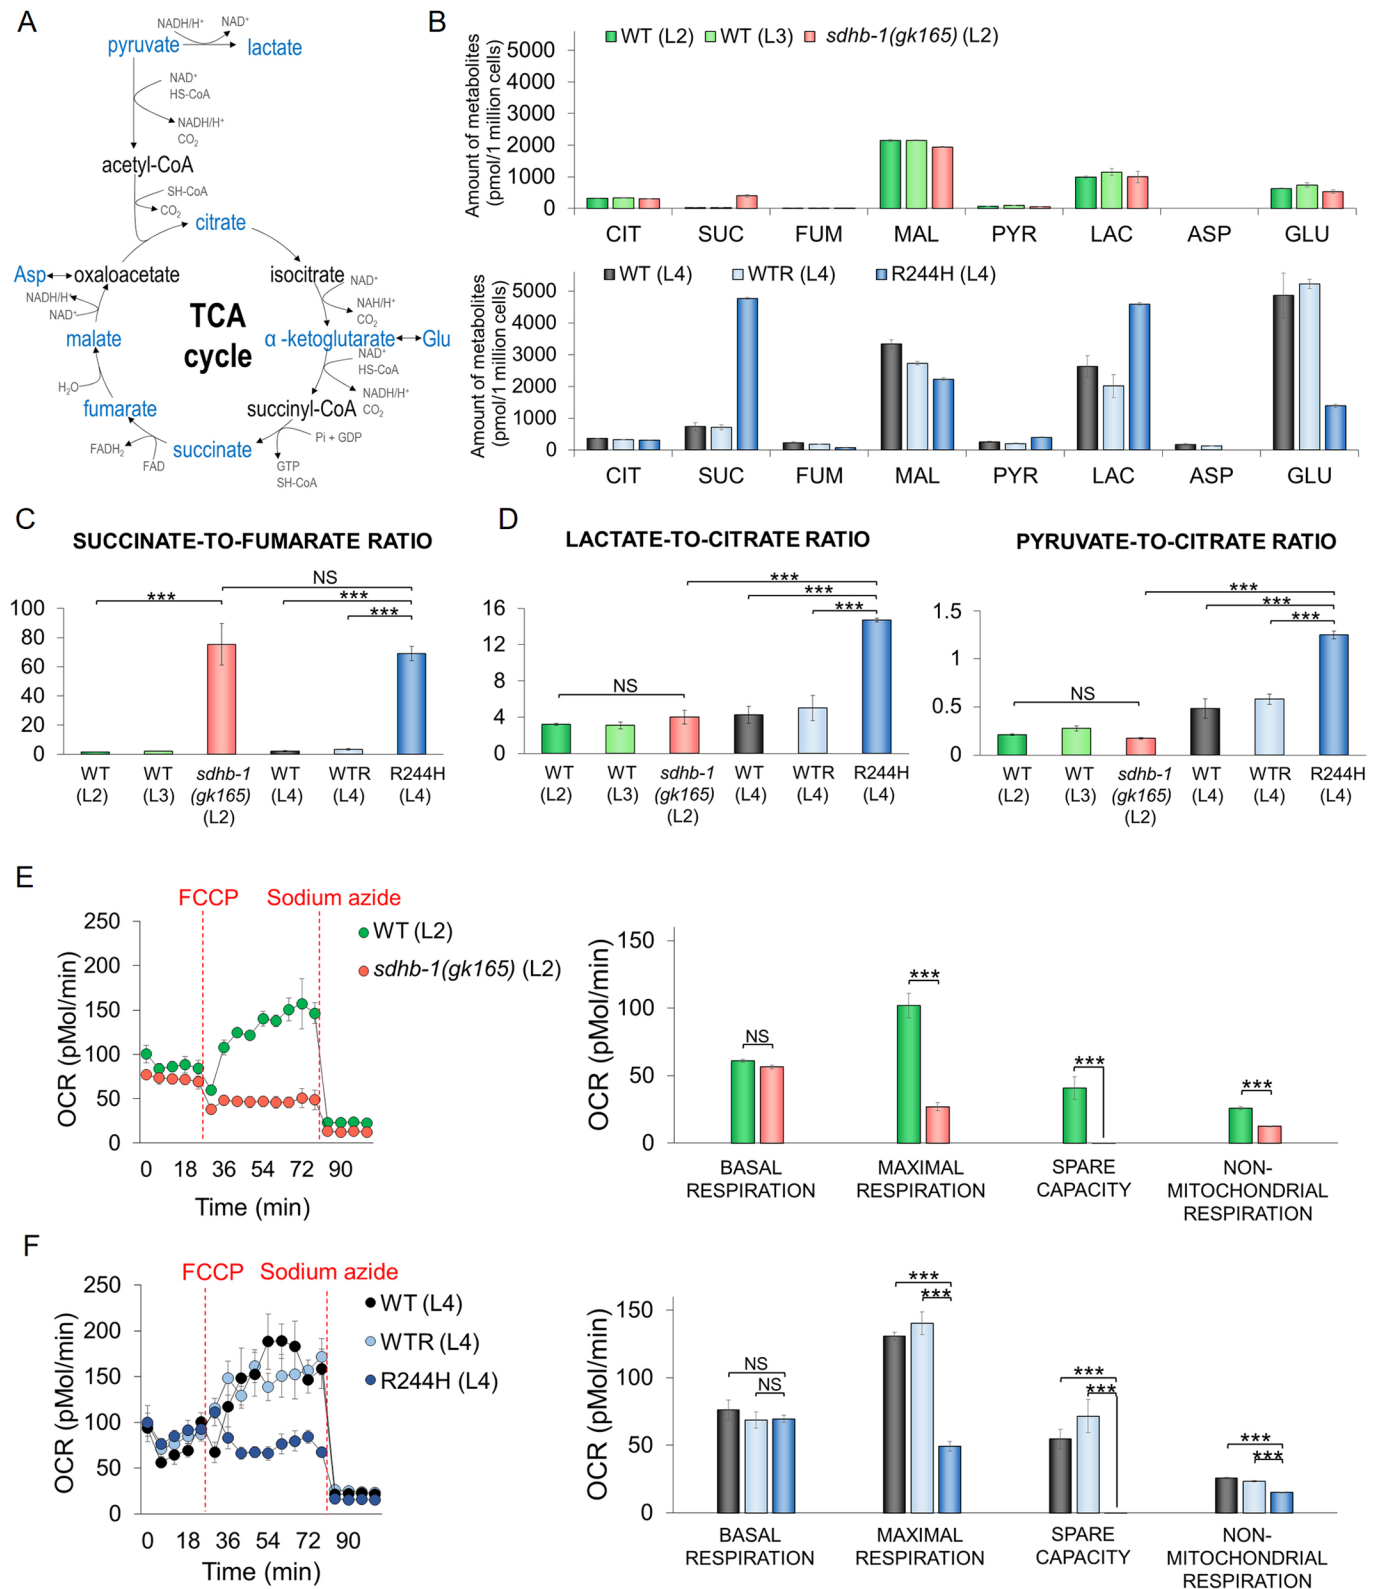 A
NADH/H⁺ NAD⁺
pyruvate lactate
NAD⁺
HS-CoA
NADH/H⁺
CO₂
acetyl-CoA
SH-CoA
CO₂
citrate
Asp oxaloacetate isocitrate
NAD⁺
NADH/H⁺
NAH/H⁺
NAD⁺
CO₂
TCA
cycle
malate α -ketoglutarate Glu
NAD⁺
HS-CoA
H₂O
NADH/H⁺
CO₂
fumarate succinyl-CoA
Pi + GDP
FADH₂ succinate
FAD GTP
SH-CoA
B
WT (L2) WT (L3) sdhb-1(gk165) (L2)
Amount of metabolites
(pmol/1 million cells)
5000
4000
3000
2000
1000
0
CIT SUC FUM MAL PYR LAC ASP GLU
WT (L4) WTR (L4) R244H (L4)
Amount of metabolites
(pmol/1 million cells)
5000
4000
3000
2000
1000
0
CIT SUC FUM MAL PYR LAC ASP GLU
C
SUCCINATE-TO-FUMARATE RATIO
NS
*** ***
***
100
80
60
40
20
0
WT WT sdhb-1 WT WTR R244H
(L2) (L3) (gk165) (L4) (L4) (L4)
(L2)
D
LACTATE-TO-CITRATE RATIO
***
***
***
NS
16
12
8
4
0
WT WT sdhb-1 WT WTR R244H
(L2) (L3) (gk165) (L4) (L4) (L4)
(L2)
PYRUVATE-TO-CITRATE RATIO
***
***
***
NS
1.5
1
0.5
0
WT WT sdhb-1 WT WTR R244H
(L2) (L3) (gk165) (L4) (L4) (L4)
(L2)
E
FCCP Sodium azide
WT (L2)
sdhb-1(gk165) (L2)
OCR (pMol/min)
250
200
150
100
50
0
0 18 36 54 72 90
Time (min)
OCR (pMol/min)
150
100
50
0
NS
***
***
***
BASAL MAXIMAL SPARE NON-
RESPIRATION RESPIRATION CAPACITY MITOCHONDRIAL
RESPIRATION
F
FCCP Sodium azide
WT (L4)
WTR (L4)
R244H (L4)
OCR (pMol/min)
250
200
150
100
50
0
0 18 36 54 72 90
Time (min)
OCR (pMol/min)
150
100
50
0
NS
NS
***
***
***
***
***
***
BASAL MAXIMAL SPARE NON-
RESPIRATION RESPIRATION CAPACITY MITOCHONDRIAL
RESPIRATION